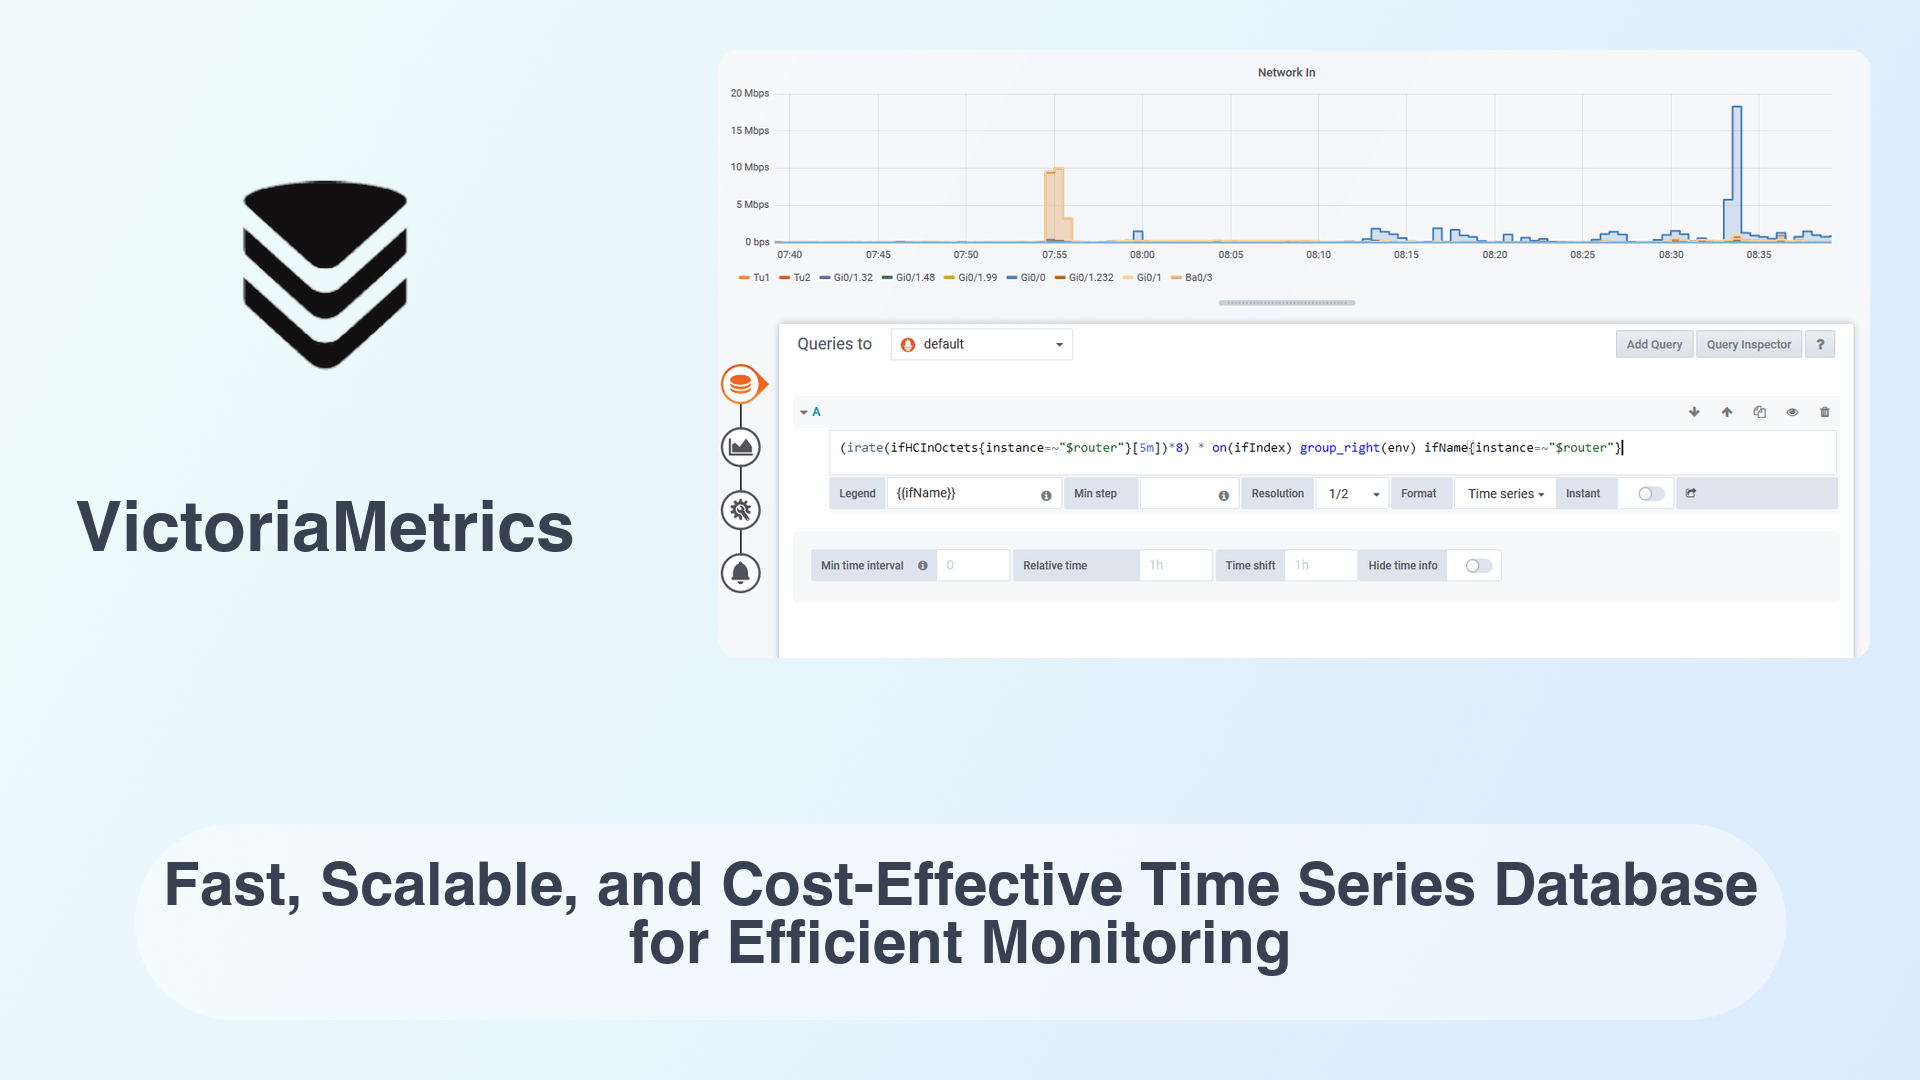 Network In
20 Mbps
15 Mbps
10 Mbps
5 Mbps
0 bps
07:40 07:45 07:50 07:55 08:00 08:05 08:10 08:15 08:20 08:25 08:30 08:35
Tu1 Tu2 Gi0/1.32 Gi0/1.48 Gi0/1.99 Gi0/0 Gi0/1.232 Gi0/1 Ba0/3
Queries to default Add Query Query Inspector ?
A
(irate(ifHCInOctets{instance=~"$router"}[5m])*8) * on(ifIndex) group_right(env) ifName{instance=~"$router"}
Legend {{ifName}} Min step Resolution 1/2 Format Time series Instant
Min time interval 0 Relative time 1h Time shift 1h Hide time info
VictoriaMetrics
Fast, Scalable, and Cost-Effective Time Series Database
for Efficient Monitoring